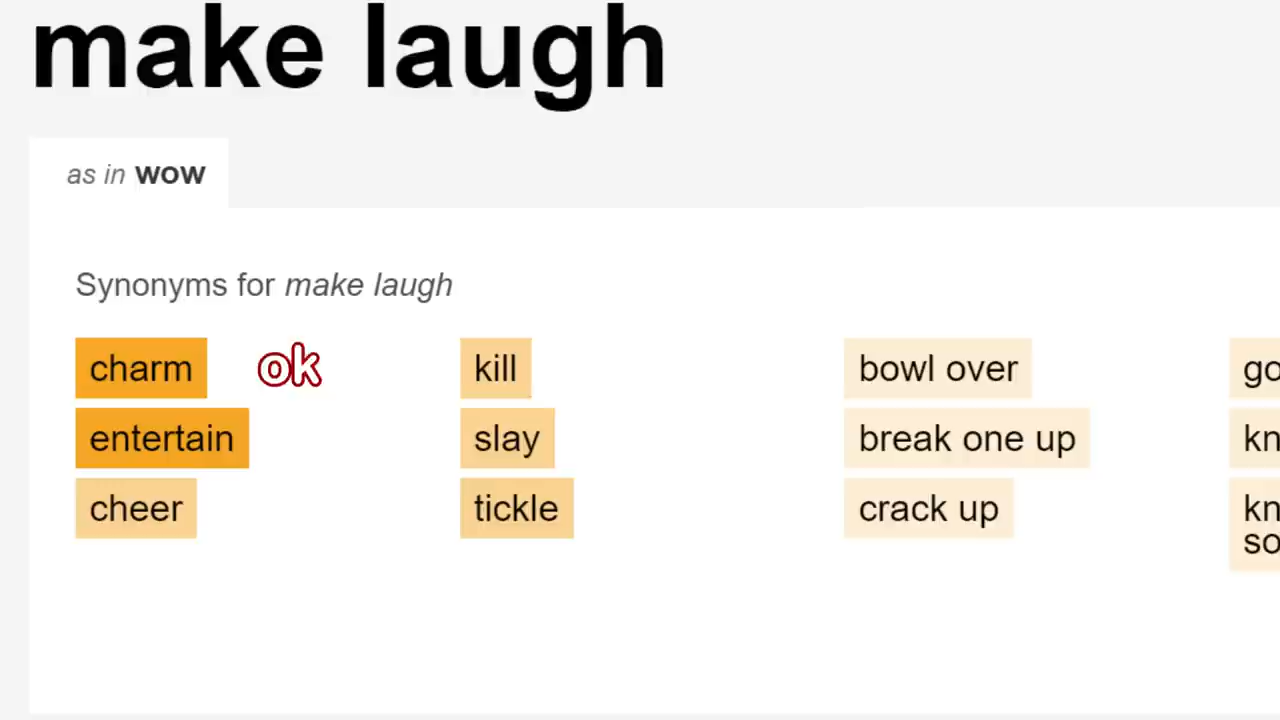 make laugh
as in wow
Synonyms for make laugh
charm ok kill bowl over
entertain slay break one up
cheer tickle crack up